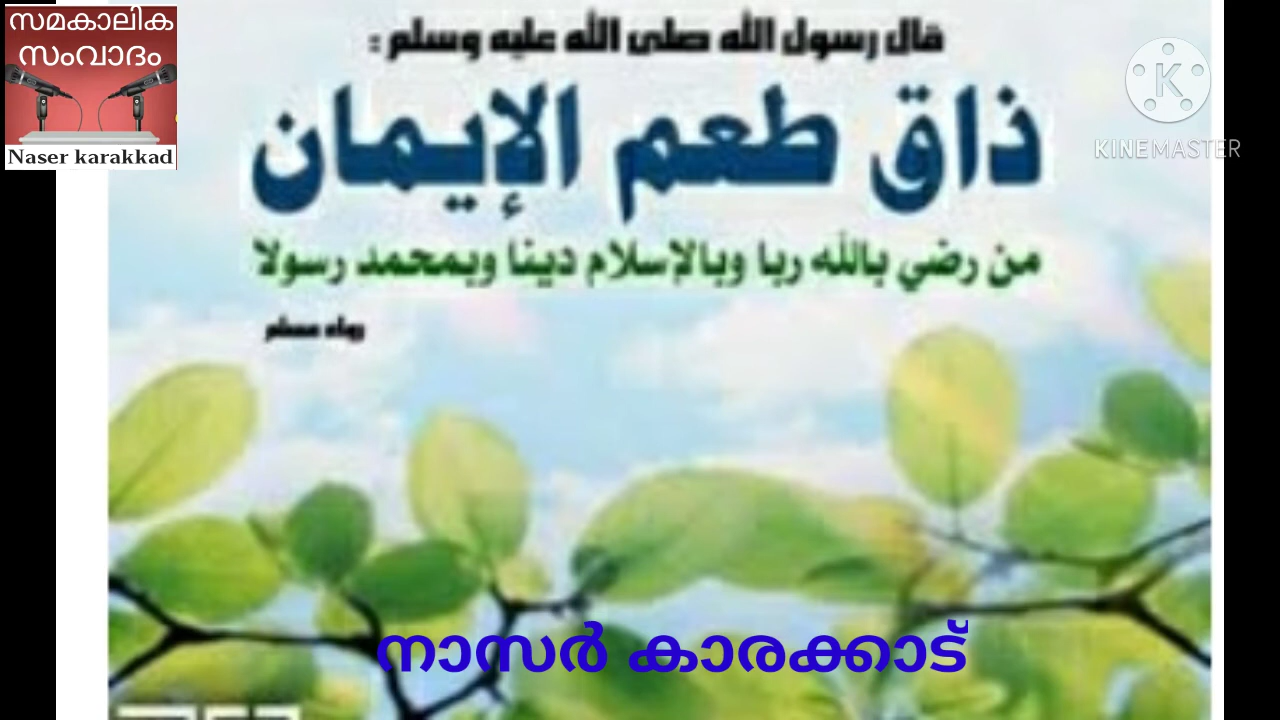 സമകാലിക
സംവാദം
Naser karakkad
K
KINEMASTER
قال رسول الله صلى الله عليه وسلم :
ذاق طعم الإيمان
من رضي بالله ربا وبالإسلام دينا وبمحمد رسولا
رواه مسلم
നാസർ കാരക്കാട്